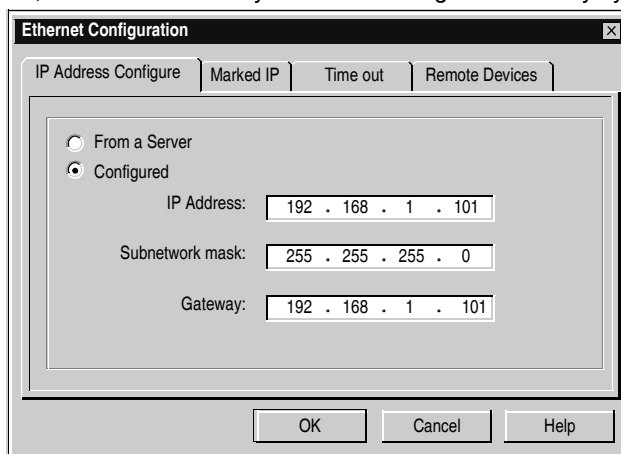 Ethernet Configuration
IP Address Configure Marked IP Time out Remote Devices
From a Server
Configured
IP Address: 192 . 168 . 1 . 101
Subnetwork mask: 255 . 255 . 255 . 0
Gateway: 192 . 168 . 1 . 101
OK Cancel Help